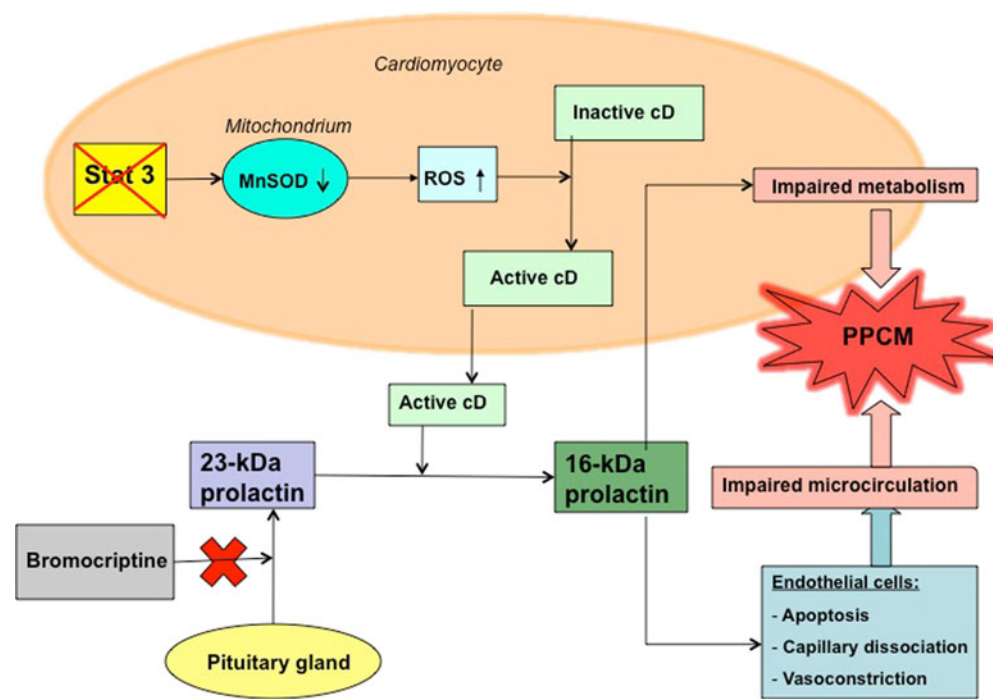 Cardiomyocyte
Inactive cD
Mitochondrium
Stat 3
MnSOD ↓
ROS ↑
Impaired metabolism
Active cD
PPCM
Active cD
23-kDa
prolactin
16-kDa
prolactin
Impaired microcirculation
Bromocriptine
Endothelial cells:
- Apoptosis
- Capillary dissociation
- Vasoconstriction
Pituitary gland